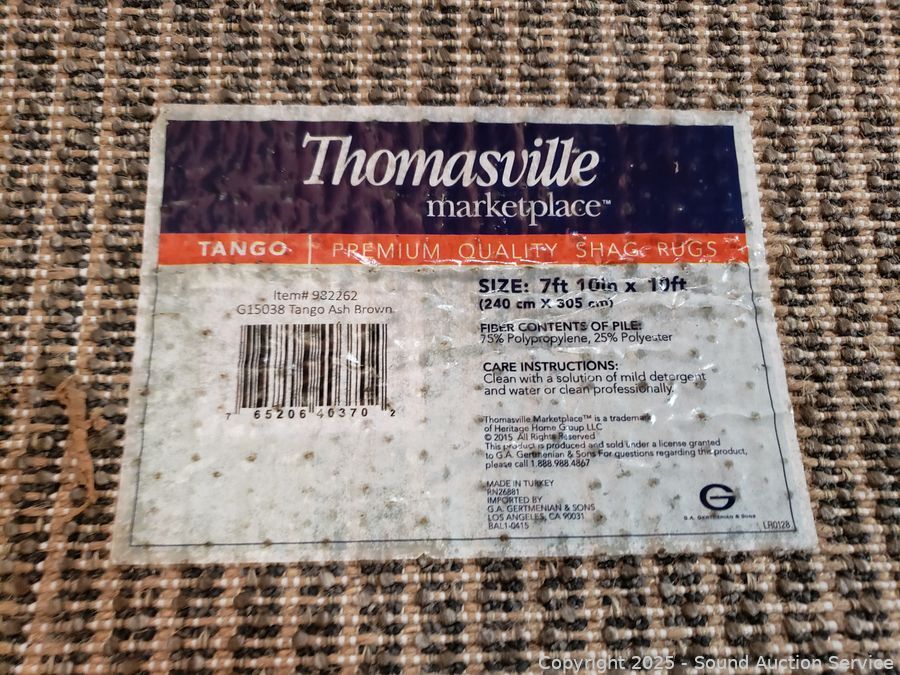 Thomasville
marketplace™
TANGO | PREMIUM QUALITY SHAG RUGS
Item# 982262
G15038 Tango Ash Brown
7 65206 40370 2
SIZE: 7ft 10in x 10ft
(240 cm X 305 cm)
FIBER CONTENTS OF PILE:
75% Polypropylene, 25% Polyester
CARE INSTRUCTIONS:
Clean with a solution of mild detergent
and water or clean professionally.
Thomasville Marketplace™ is a trademark
of Heritage Home Group LLC
© 2015 All Rights Reserved
This product is produced and sold under a license granted
to G.A. Gertmenian & Sons For questions regarding this product,
please call 1.888.988.4867
MADE IN TURKEY
RN26881
IMPORTED BY
G.A. GERTMENIAN & SONS
LOS ANGELES, CA 90031
BAL1-0415
G
G.A. GERTMENIAN & SONS
LR0128
Copyright 2025 - Sound Auction Service